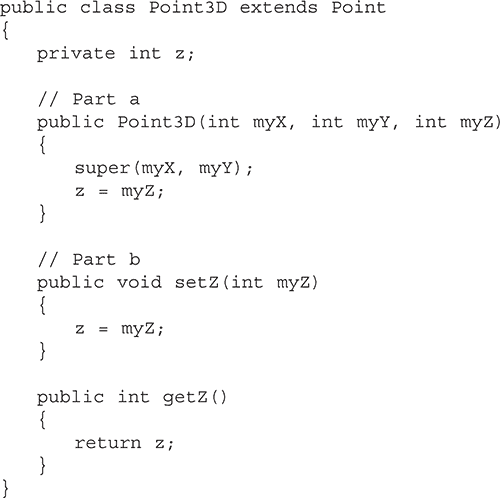 public class Point3D extends Point
{
private int z;
// Part a
public Point3D(int myX, int myY, int myZ)
{
super(myX, myY);
z = myZ;
}
// Part b
public void setZ(int myZ)
{
z = myZ;
}
public int getZ()
{
return z;
}
}